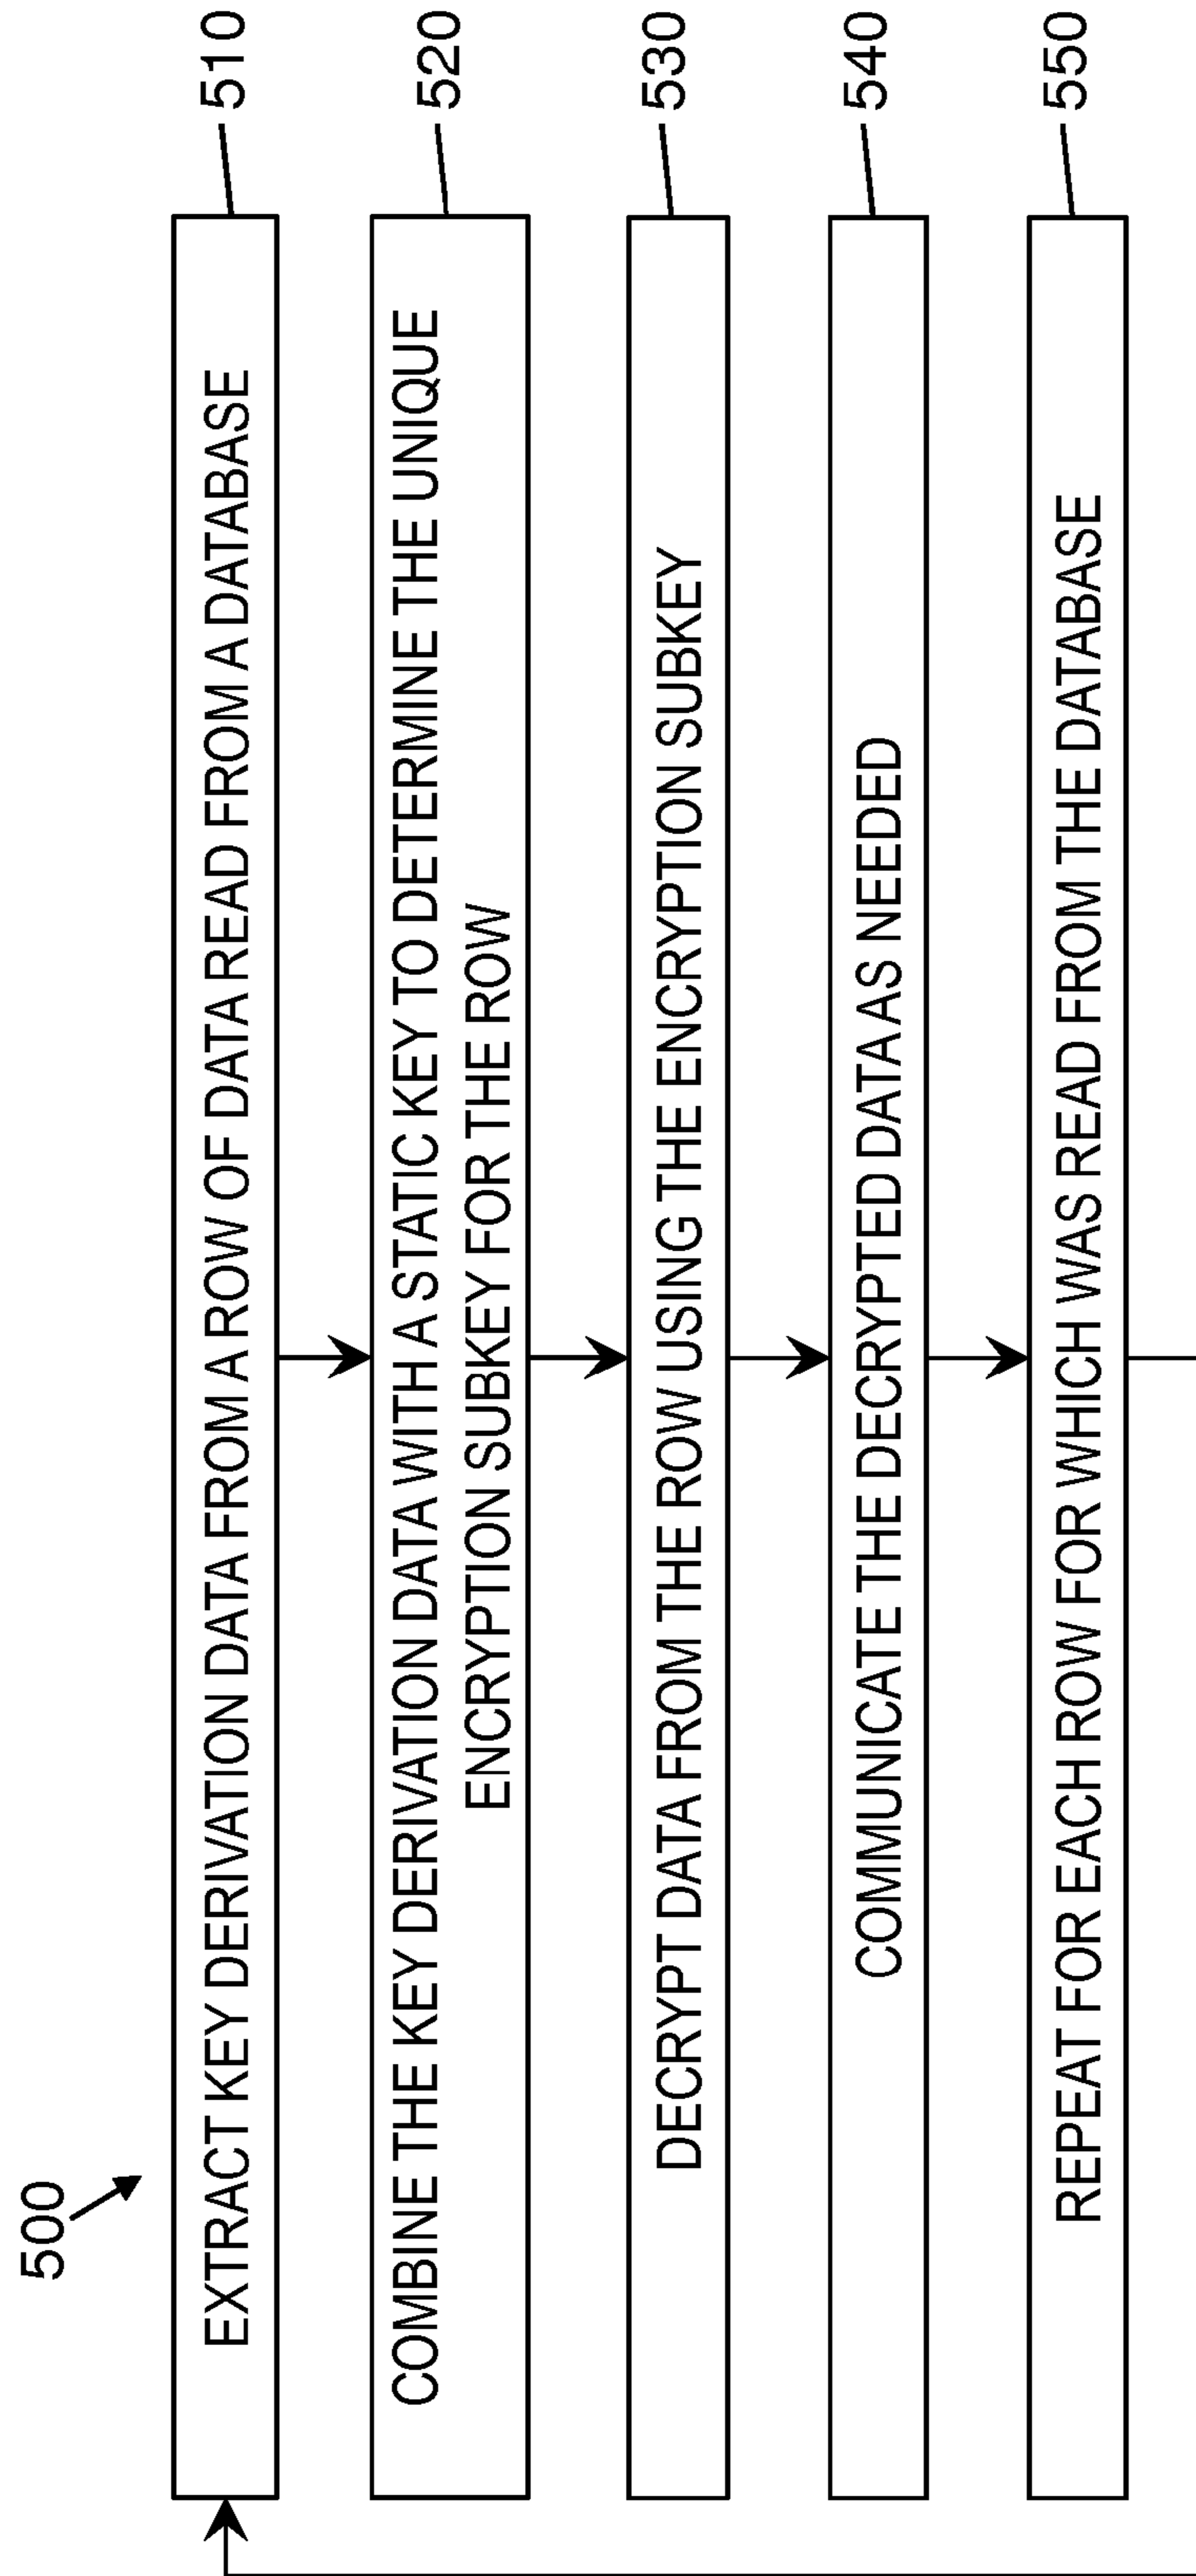 500
EXTRACT KEY DERIVATION DATA FROM A ROW OF DATA READ FROM A DATABASE
510
COMBINE THE KEY DERIVATION DATA WITH A STATIC KEY TO DETERMINE THE UNIQUE
ENCRYPTION SUBKEY FOR THE ROW
520
DECRYPT DATA FROM THE ROW USING THE ENCRYPTION SUBKEY
530
COMMUNICATE THE DECRYPTED DATA AS NEEDED
540
REPEAT FOR EACH ROW FOR WHICH WAS READ FROM THE DATABASE
550